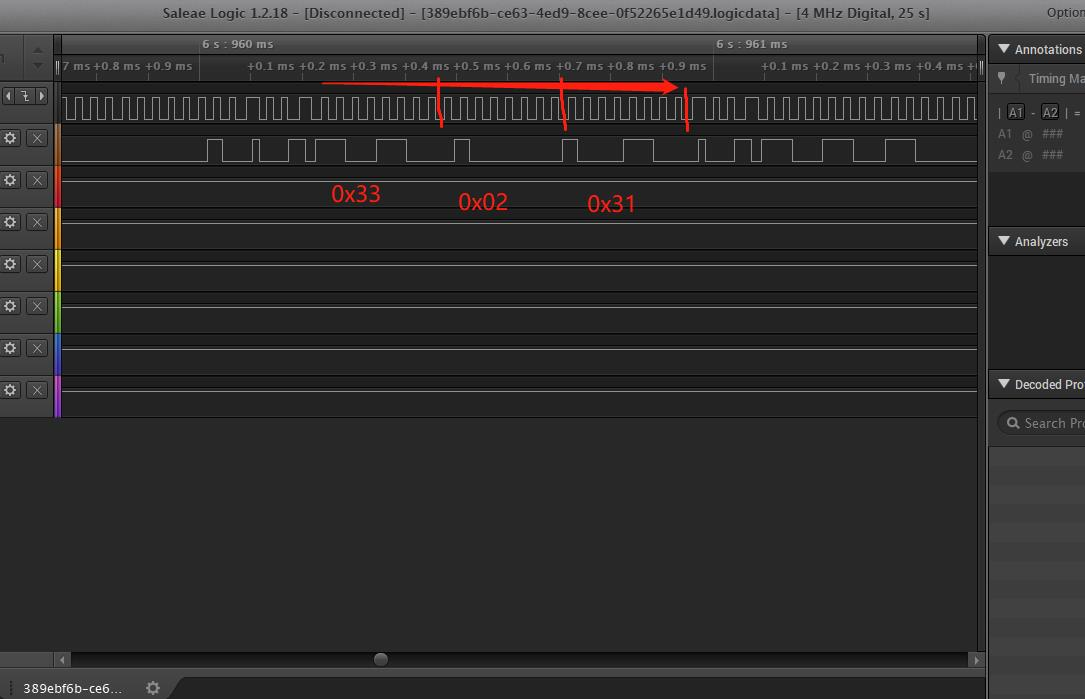 Saleae Logic 1.2.18 - [Disconnected] - [389ebf6b-ce63-4ed9-8cee-0f52265e1d49.logicdata] - [4 MHz Digital, 25 s]
Option
6 s : 960 ms
6 s : 961 ms
7 ms +0.8 ms +0.9 ms
+0.1 ms +0.2 ms +0.3 ms +0.4 ms +0.5 ms +0.6 ms +0.7 ms +0.8 ms +0.9 ms
+0.1 ms +0.2 ms +0.3 ms +0.4 ms +
Annotations
Timing Ma
| A1 - A2 | =
A1 @ ###
A2 @ ###
0x33
0x02
0x31
Analyzers
Decoded Pro
Search Pro
389ebf6b-ce6...